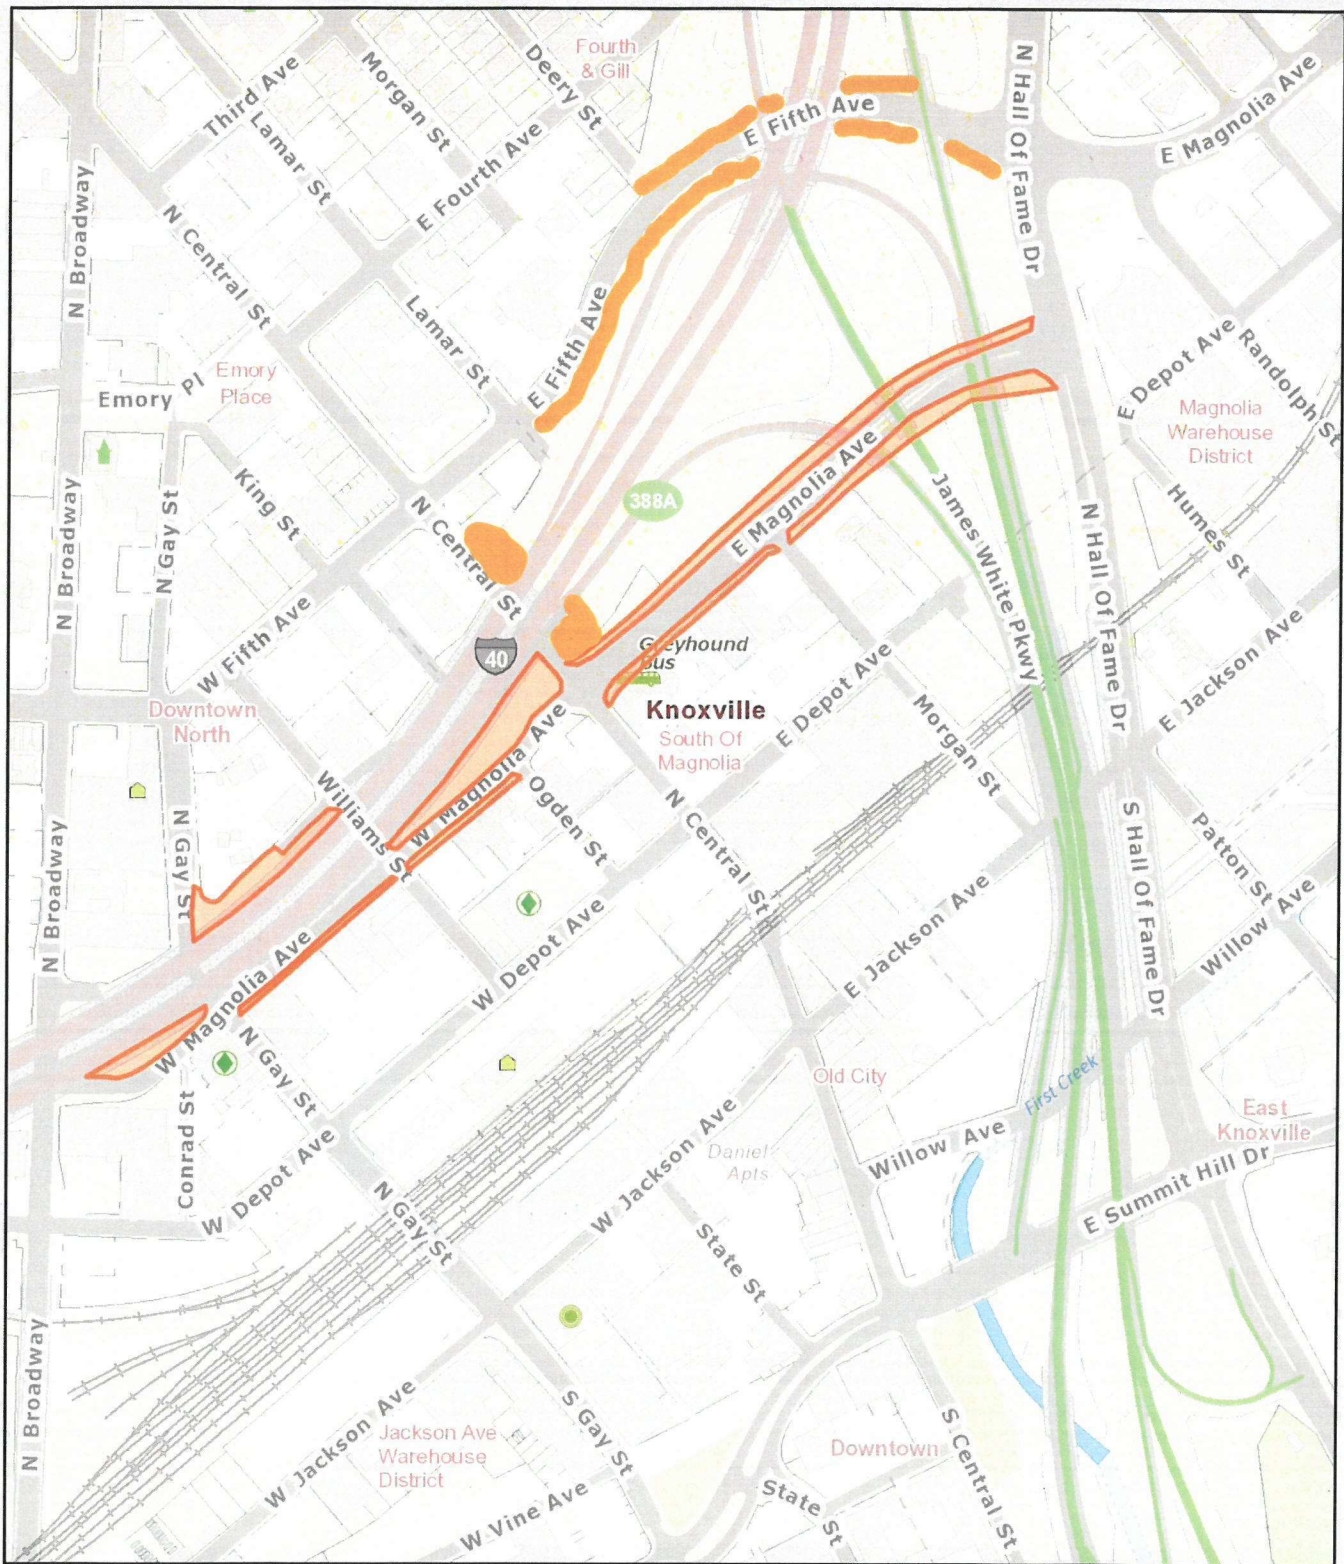 Fourth
& Gill
Deery St
Third Ave
Morgan St
Lamar St
E Fourth Ave
E Fifth Ave
N Hall Of Fame Dr
E Magnolia Ave
N Broadway
N Central St
Lamar St
E Fifth Ave
Emory Pl
Emory
Place
E Depot Ave
Randolph St
Magnolia
Warehouse
District
King St
N Gay St
N Broadway
N Central St
388A
E Magnolia Ave
James White Pkwy
N Hall Of Fame Dr
Humes St
W Fifth Ave
40
Greyhound
Bus
Knoxville
South Of
Magnolia
E Depot Ave
Morgan St
E Jackson Ave
Downtown
North
Williams St
W Magnolia Ave
Ogden St
N Central St
N Gay St
N Broadway
S Hall Of Fame Dr
Patton St
Willow Ave
W Depot Ave
E Jackson Ave
W Magnolia Ave
N Gay St
Conrad St
W Depot Ave
Old City
First Creek
Willow Ave
East
Knoxville
E Summit Hill Dr
Daniel
Apts
W Jackson Ave
N Gay St
State St
N Broadway
W Jackson Ave
Jackson Ave
Warehouse
District
S Gay St
W Vine Ave
Downtown
State St
S Central St